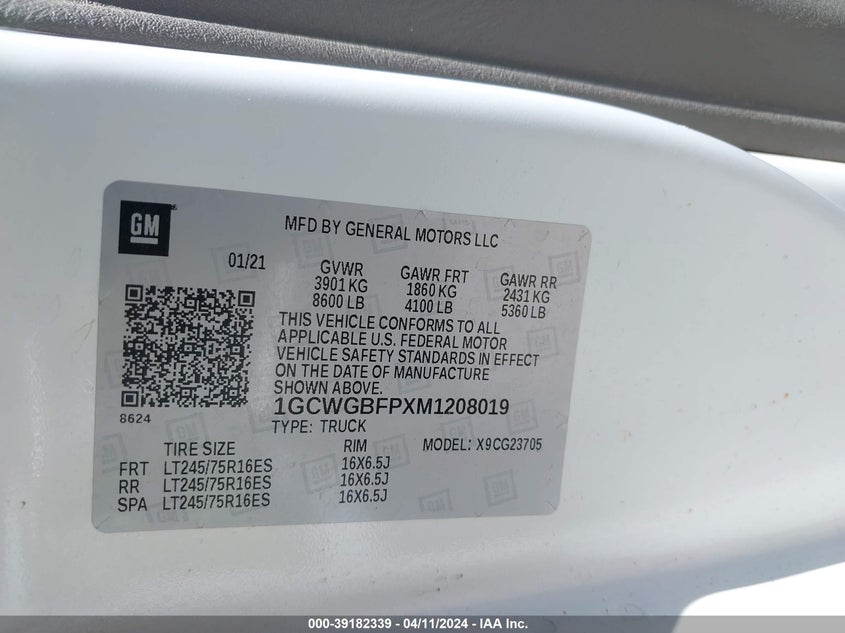 GM
MFD BY GENERAL MOTORS LLC
01/21
GVWR
3901 KG
8600 LB
GAWR FRT
1860 KG
4100 LB
GAWR RR
2431 KG
5360 LB
THIS VEHICLE CONFORMS TO ALL
APPLICABLE U.S. FEDERAL MOTOR
VEHICLE SAFETY STANDARDS IN EFFECT
ON THE DATE OF MANUFACTURE
SHOWN ABOVE.
8624
1GCWGBFPXM1208019
TYPE: TRUCK
TIRE SIZE RIM MODEL: X9CG23705
FRT LT245/75R16ES 16X6.5J
RR LT245/75R16ES 16X6.5J
SPA LT245/75R16ES 16X6.5J
000-39182339 - 04/11/2024 - IAA Inc.